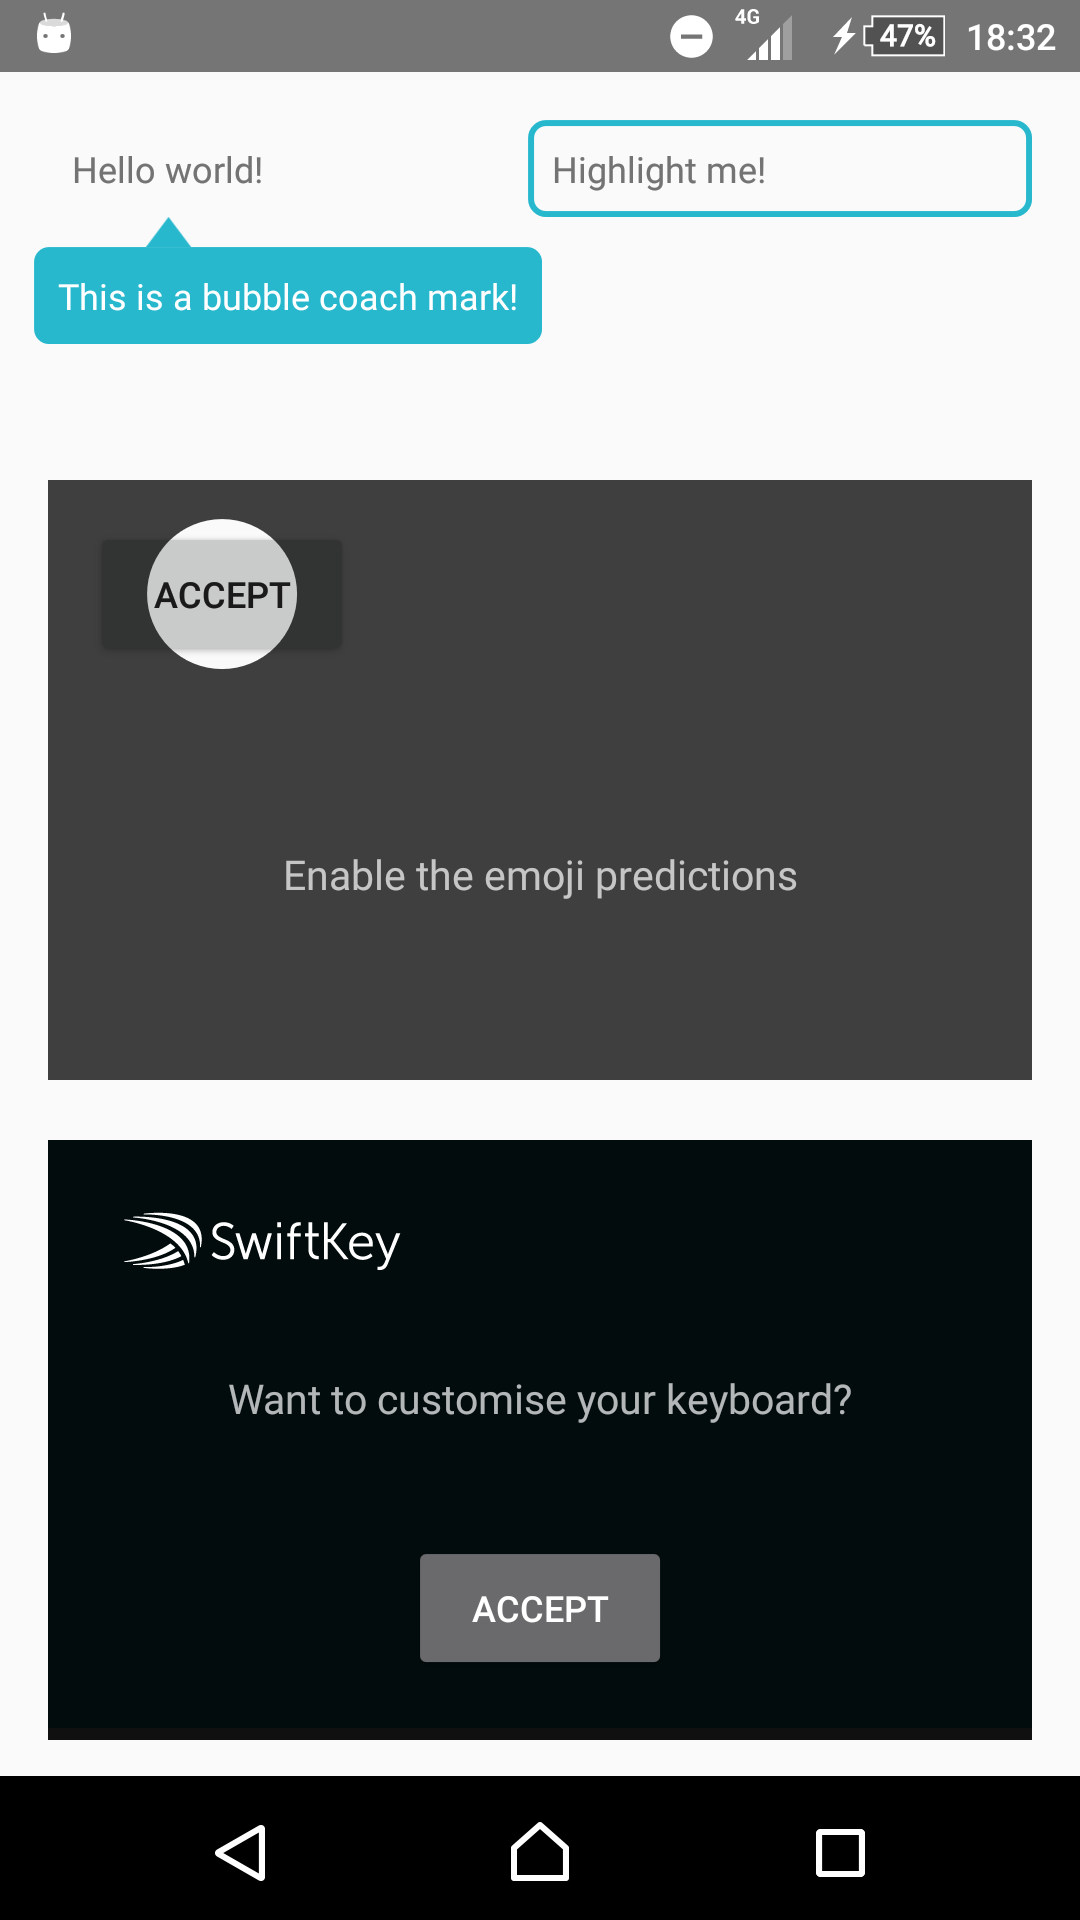 4G 47% 18:32
Hello world! Highlight me!
This is a bubble coach mark!
ACCEPT
Enable the emoji predictions
SwiftKey
Want to customise your keyboard?
ACCEPT